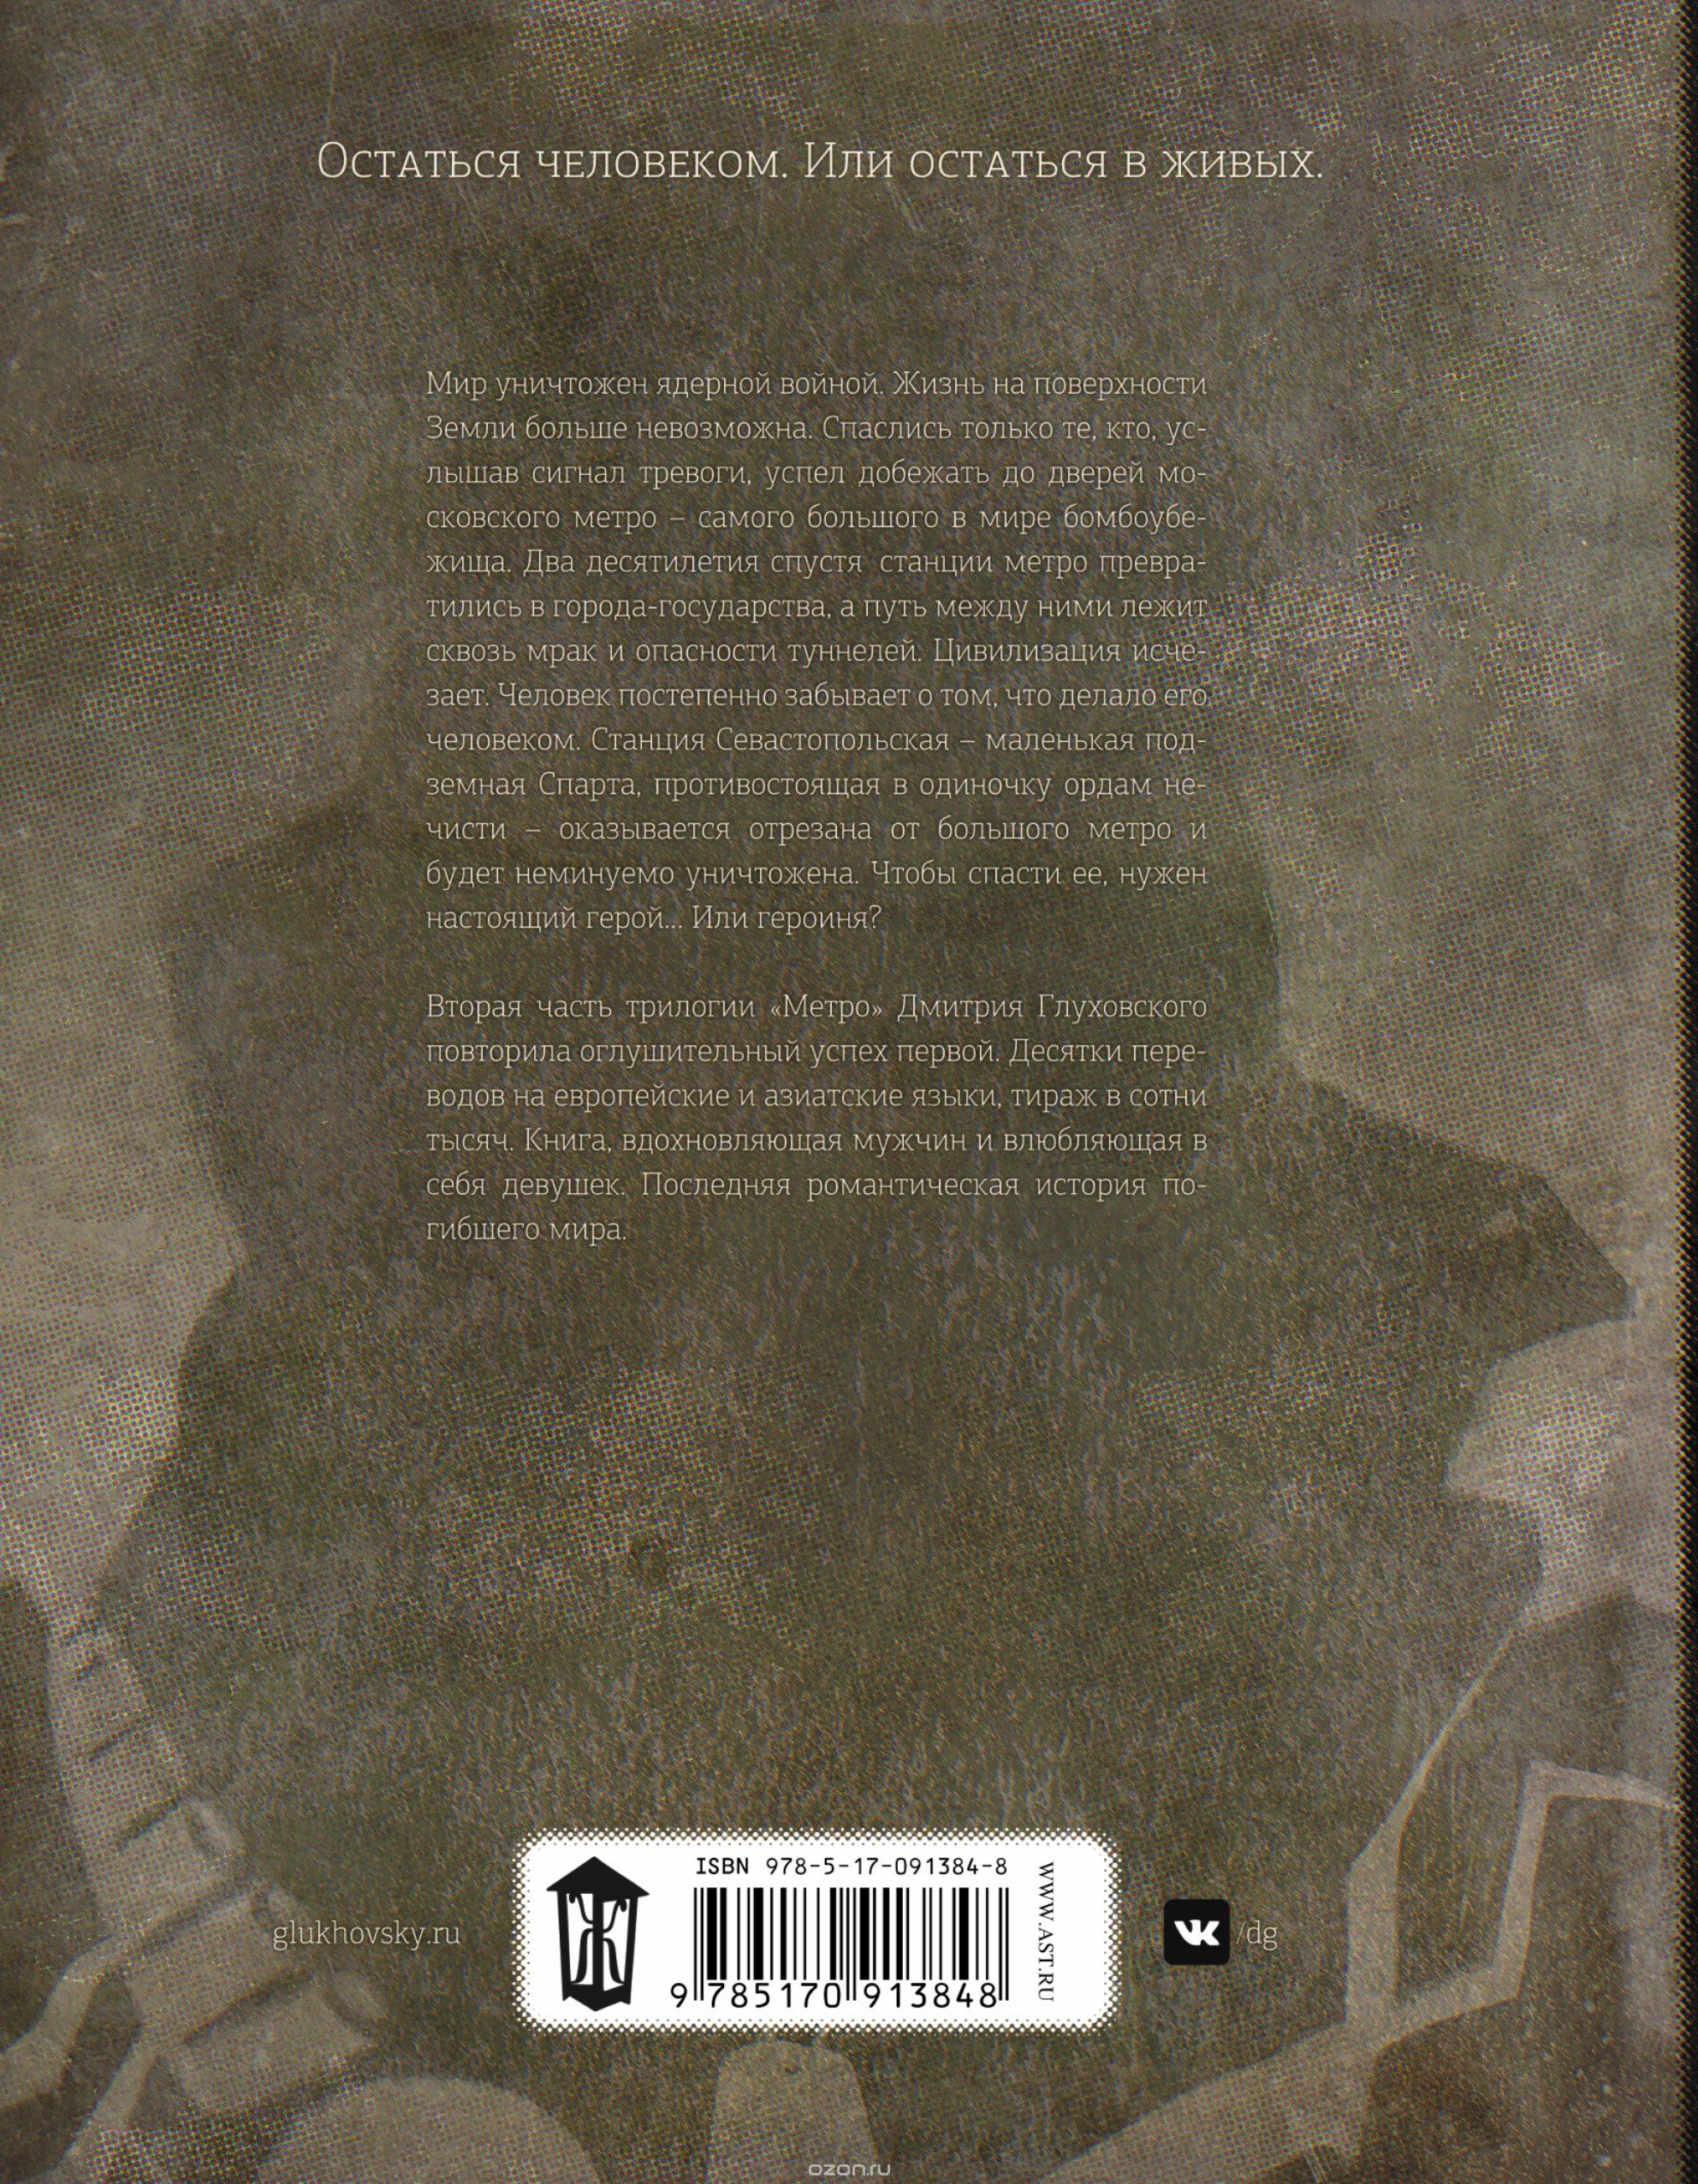 Остаться человеком. Или остаться в живых.
Мир уничтожен ядерной войной. Жизнь на поверхности
Земли больше невозможна. Спаслись только те, кто, ус-
лышав сигнал тревоги, успел добежать до дверей мо-
сковского метро – самого большого в мире бомбоубе-
жища. Два десятилетия спустя станции метро превра-
тились в города-государства, а путь между ними лежит
сквозь мрак и опасности туннелей. Цивилизация исче-
зает. Человек постепенно забывает о том, что делало его
человеком. Станция Севастопольская – маленькая под-
земная Спарта, противостоящая в одиночку ордам не-
чисти – оказывается отрезана от большого метро и
будет неминуемо уничтожена. Чтобы спасти ее, нужен
настоящий герой... Или героиня?
Вторая часть трилогии «Метро» Дмитрия Глуховского
повторила оглушительный успех первой. Десятки пере-
водов на европейские и азиатские языки, тираж в сотни
тысяч. Книга, вдохновляющая мужчин и влюбляющая в
себя девушек. Последняя романтическая история по-
гибшего мира.
glukhovsky.ru
ISBN 978-5-17-091384-8
9 785170 913848
WWW.AST.RU
/dg
ozon.ru